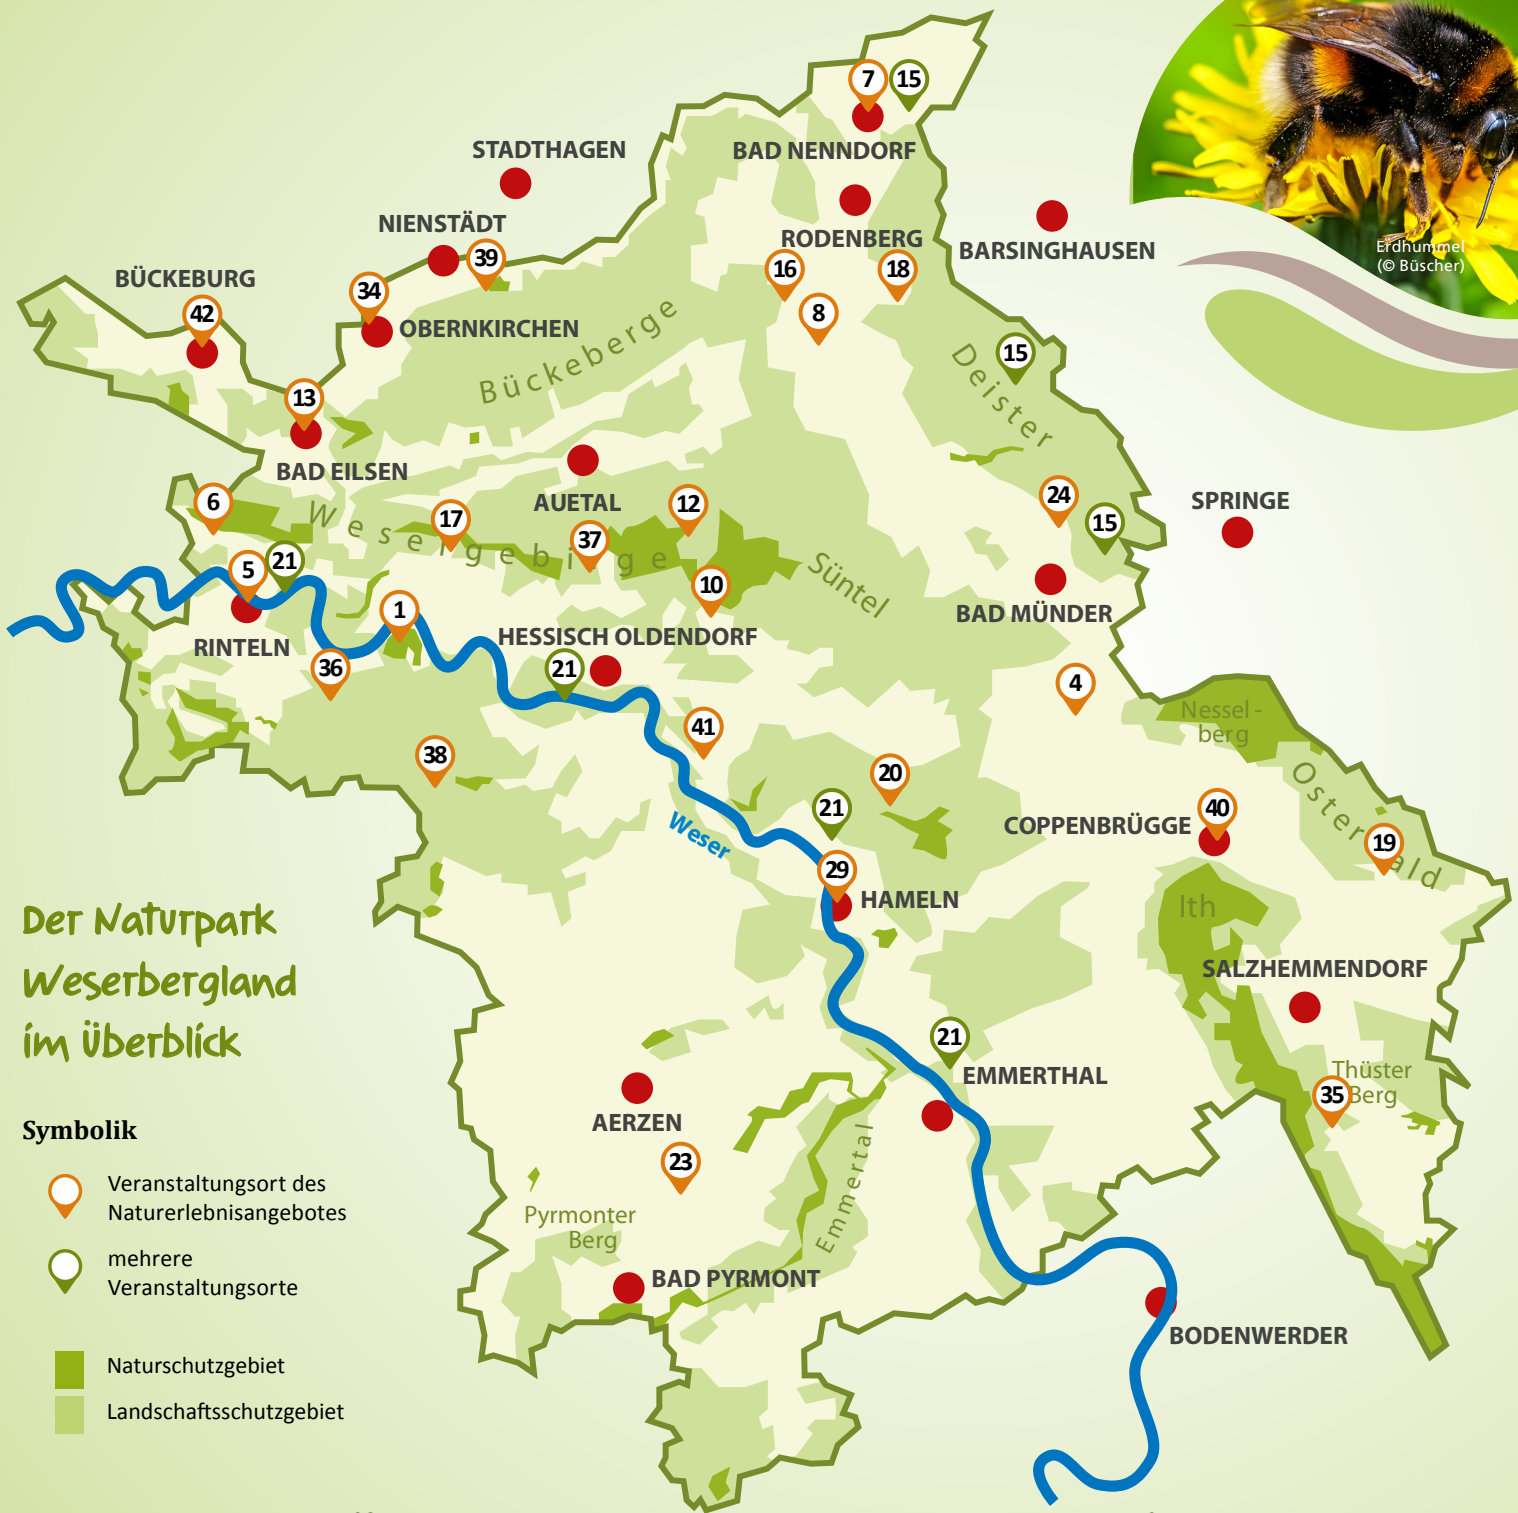 7
15
STADTHAGEN
BAD NENNDORF
NIENSTÄDT
RODENBERG
BARSINGHAUSEN
Erdhummel
(© Büscher)
BÜCKEBURG
39
16
18
34
42
8
OBERNKIRCHEN
Bückeberge
15
Deister
13
BAD EILSEN
AUETAL
6
17
12
24
SPRINGE
Wesergebirge
37
15
5
21
10
Süntel
BAD MÜNDER
1
RINTELN
HESSISCH OLDENDORF
36
21
4
41
Nessel-
berg
38
20
Osterwald
21
40
COPPENBRÜGGE
Weser
19
29
HAMELN
Ith
Der Naturpark
Weserbergland
im Überblick
SALZHEMMENDORF
21
EMMERTHAL
Thüster
Berg
35
AERZEN
Symbolik
23
Emmertal
Veranstaltungsort des
Naturerlebnisangebotes
Pyrmonter
Berg
mehrere
Veranstaltungsorte
BAD PYRMONT
BODENWERDER
Naturschutzgebiet
Landschaftsschutzgebiet